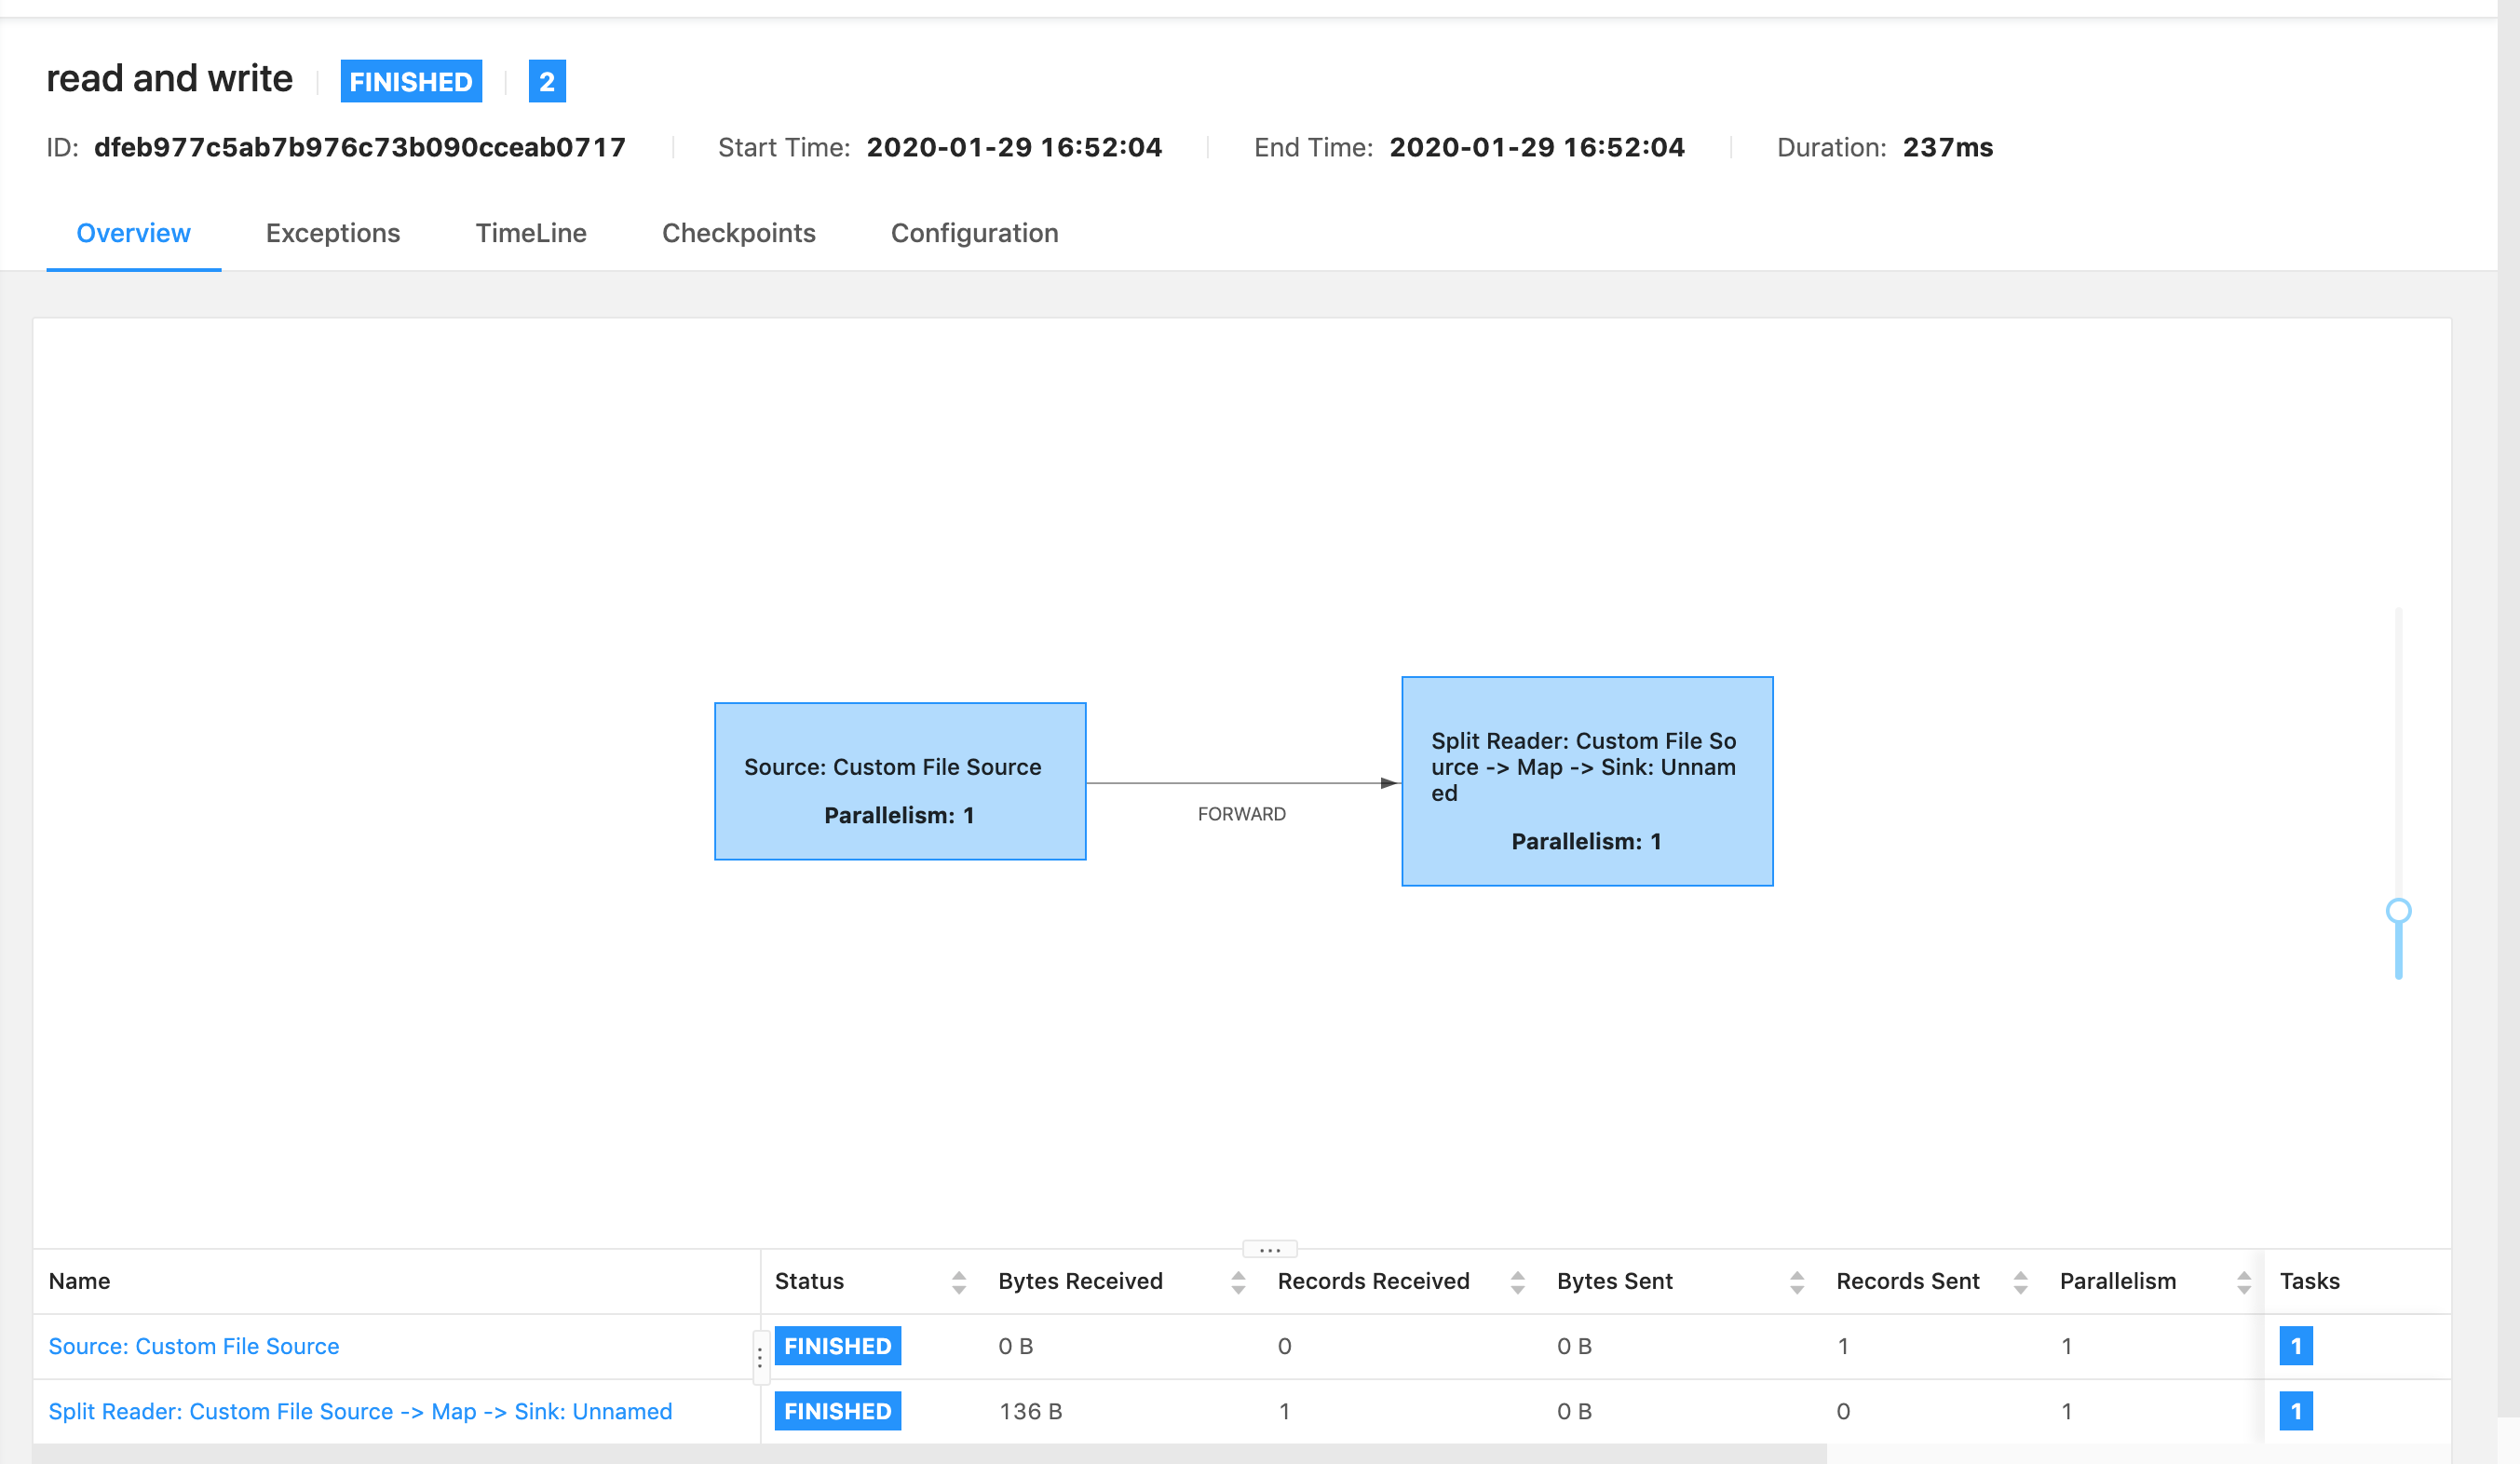 read and write FINISHED 2
ID: dfeb977c5ab7b976c73b090cceab0717 Start Time: 2020-01-29 16:52:04 End Time: 2020-01-29 16:52:04 Duration: 237ms
Overview Exceptions TimeLine Checkpoints Configuration
Source: Custom File Source
Parallelism: 1
FORWARD
Split Reader: Custom File So
urce -> Map -> Sink: Unnam
ed
Parallelism: 1
Name Status Bytes Received Records Received Bytes Sent Records Sent Parallelism Tasks
Source: Custom File Source FINISHED 0 B 0 0 B 1 1 1
Split Reader: Custom File Source -> Map -> Sink: Unnamed FINISHED 136 B 1 0 B 0 1 1